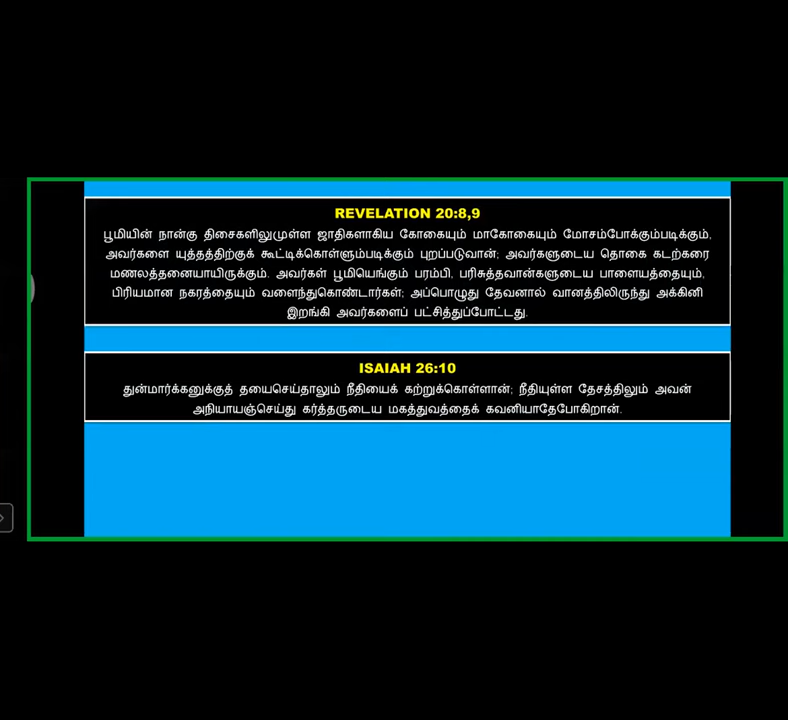 REVELATION 20:8,9
பூமியின் நான்கு திசைகளிலுமுள்ள ஜாதிகளாகிய கோகையும் மாகோகையும் மோசம்போக்கும்படிக்கும்,
அவர்களை யுத்தத்திற்குக் கூட்டிக்கொள்ளும்படிக்கும் புறப்படுவான்; அவர்களுடைய தொகை கடற்கரை
மணலத்தனையாயிருக்கும். அவர்கள் பூமியெங்கும் பரம்பி, பரிசுத்தவான்களுடைய பாளையத்தையும்,
பிரியமான நகரத்தையும் வளைந்துகொண்டார்கள்; அப்பொழுது தேவனால் வானத்திலிருந்து அக்கினி
இறங்கி அவர்களைப் பட்சித்துப்போட்டது.
ISAIAH 26:10
துன்மார்க்கனுக்குத் தயைசெய்தாலும் நீதியைக் கற்றுக்கொள்ளான்; நீதியுள்ள தேசத்திலும் அவன்
அநியாயஞ்செய்து கர்த்தருடைய மகத்துவத்தைக் கவனியாதேபோகிறான்.